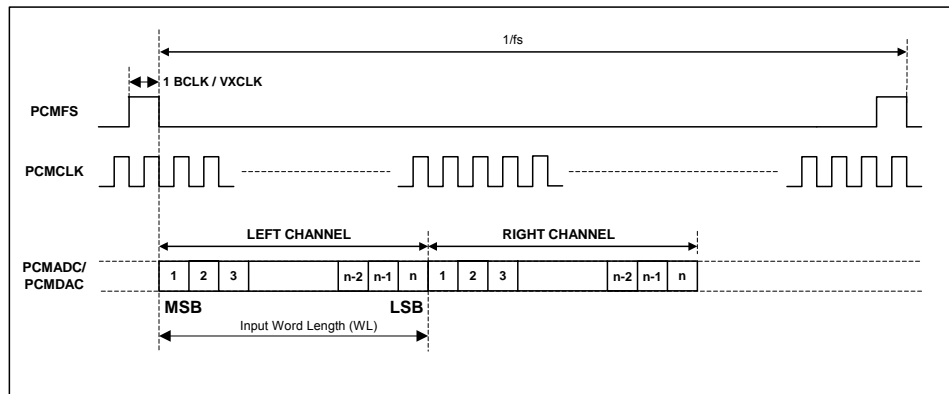 1/fs
1 BCLK / VXCLK
PCMFS
PCMCLK
LEFT CHANNEL
RIGHT CHANNEL
PCMADC/
PCMDAC
1 2 3 n-2 n-1 n 1 2 3 n-2 n-1 n
MSB LSB
Input Word Length (WL)